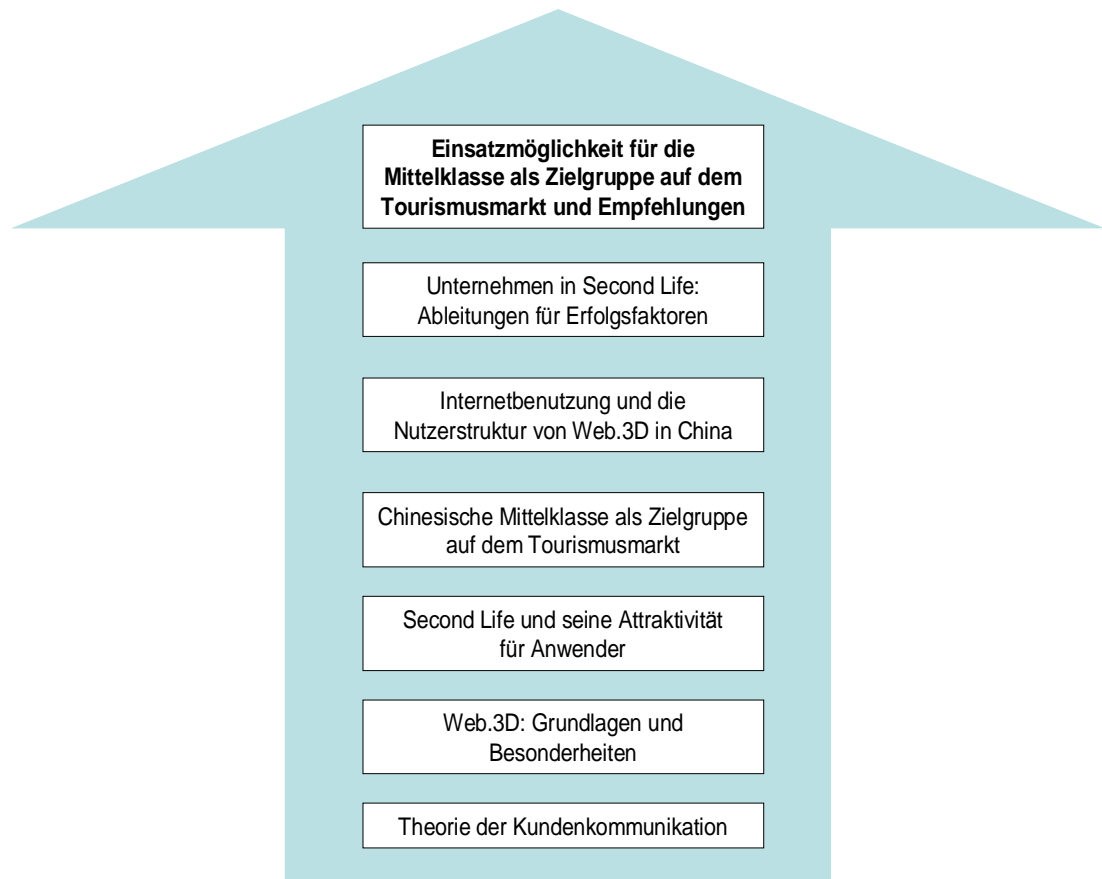 Einsatzmöglichkeit für die
Mittelklasse als Zielgruppe auf dem
Tourismusmarkt und Empfehlungen
Unternehmen in Second Life:
Ableitungen für Erfolgsfaktoren
Internetbenutzung und die
Nutzerstruktur von Web.3D in China
Chinesische Mittelklasse als Zielgruppe
auf dem Tourismusmarkt
Second Life und seine Attraktivität
für Anwender
Web.3D: Grundlagen und
Besonderheiten
Theorie der Kundenkommunikation